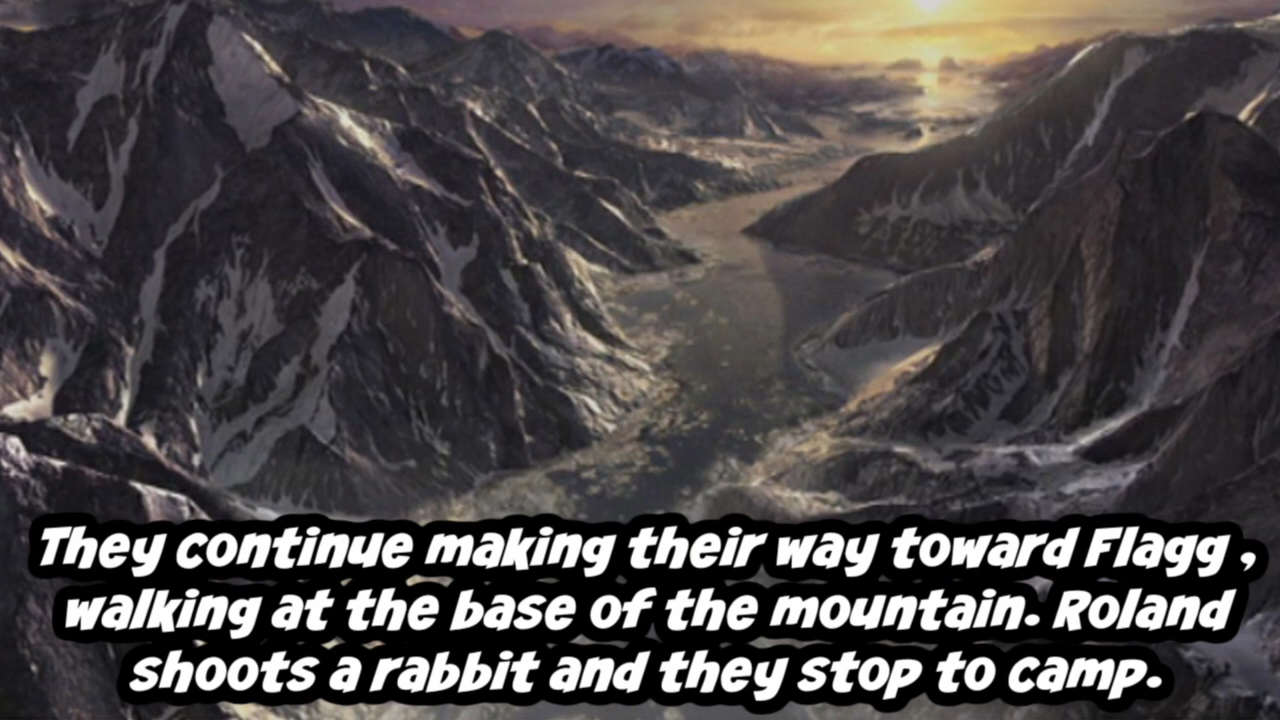 They continue making their way toward Flagg ,
walking at the base of the mountain. Roland
shoots a rabbit and they stop to camp.